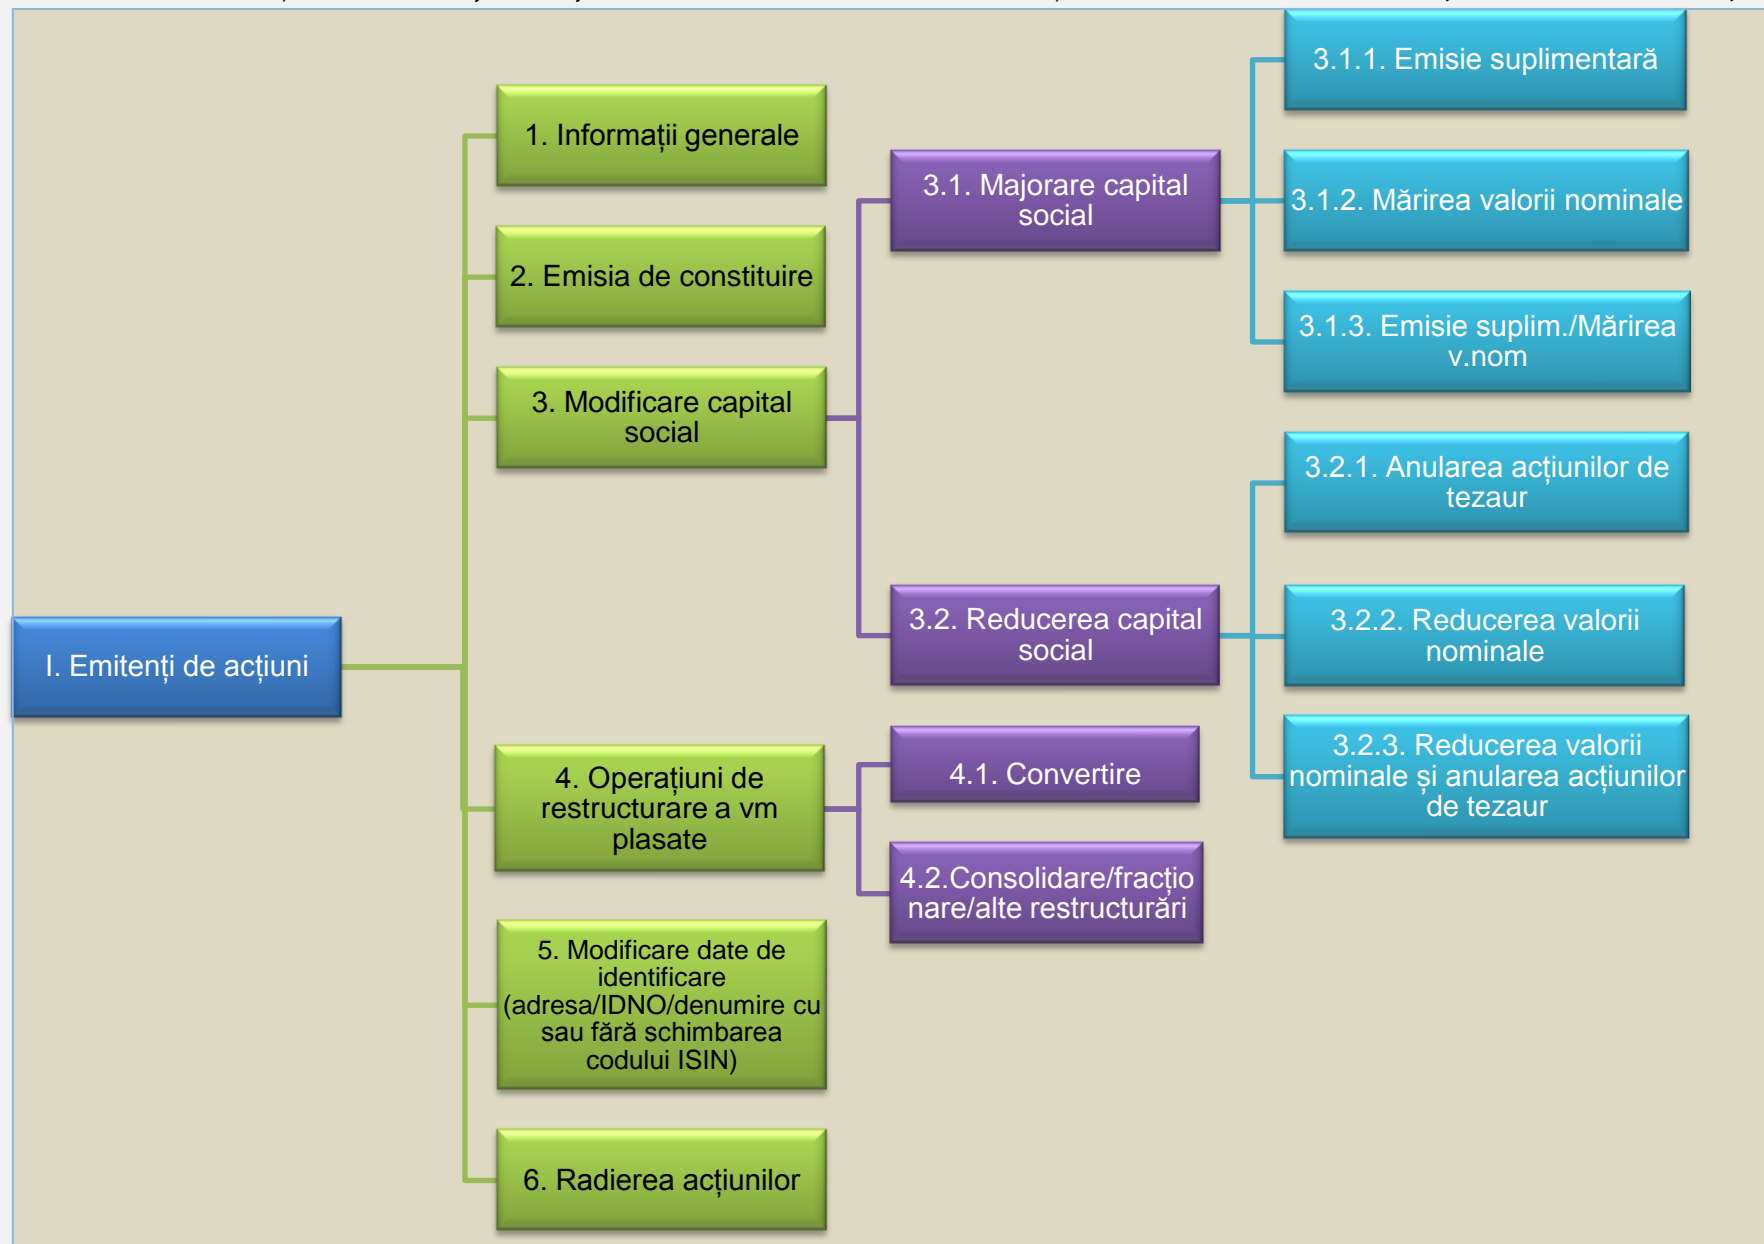 I. Emitenți de acțiuni
1. Informații generale
2. Emisia de constituire
3. Modificare capital
social
3.1. Majorare capital
social
3.1.1. Emisie suplimentară
3.1.2. Mărirea valorii nominale
3.1.3. Emisie suplim./Mărirea
v.nom
3.2. Reducerea capital
social
3.2.1. Anularea acțiunilor de
tezaur
3.2.2. Reducerea valorii
nominale
3.2.3. Reducerea valorii
nominale și anularea acțiunilor
de tezaur
4. Operațiuni de
restructurare a vm
plasate
4.1. Convertire
4.2.Consolidare/fracțio
nare/alte restructurări
5. Modificare date de
identificare
(adresa/IDNO/denumire cu
sau fără schimbarea
codului ISIN)
6. Radierea acțiunilor